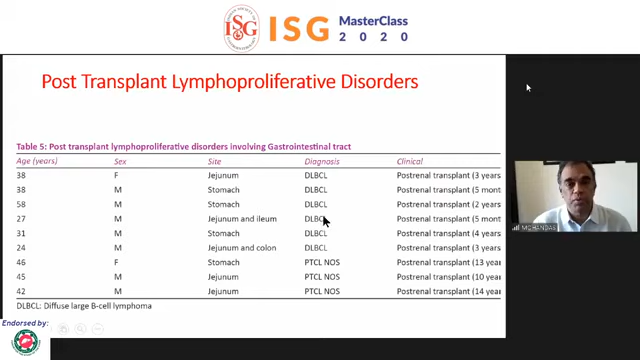 ISG
ISG MasterClass
2020
Post Transplant Lymphoproliferative Disorders
Table 5: Post transplant lymphoproliferative disorders involving Gastrointestinal tract
Age (years) Sex Site Diagnosis Clinical
38 F Jejunum DLBCL Postrenal transplant (3 years
38 M Stomach DLBCL Postrenal transplant (5 mont
58 M Stomach DLBCL Postrenal transplant (2 years
27 M Jejunum and ileum DLBCL Postrenal transplant (5 mont
31 M Stomach DLBCL Postrenal transplant (4 years
24 M Jejunum and colon DLBCL Postrenal transplant (3 years
46 F Stomach PTCL NOS Postrenal transplant (13 year
45 M Jejunum PTCL NOS Postrenal transplant (10 year
42 M Jejunum PTCL NOS Postrenal transplant (14 year
DLBCL: Diffuse large B-cell lymphoma
MOHANDAS
Endorsed by: